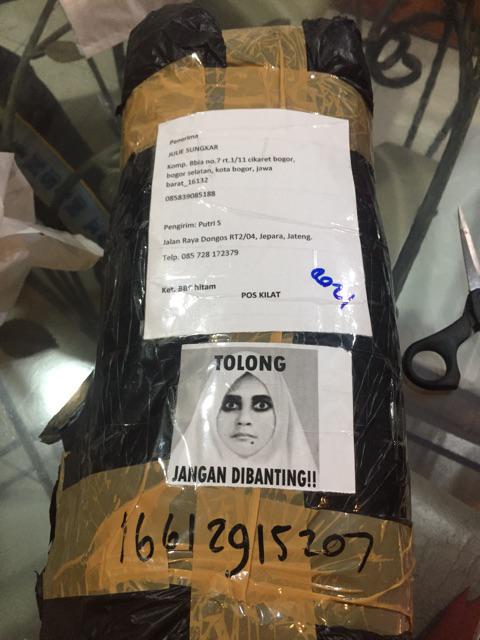 Penerima
JULIE SUNGKAR
Komp. Bbia no.7 rt.1/11 cikaret bogor,
bogor selatan, kota bogor, jawa
barat_16132
085839085188
Pengirim: Putri S
Jalan Raya Dongos RT2/04, Jepara, Jateng.
Telp. 085 728 172379
Ket. hitam
POS KILAT
TOLONG
JANGAN DIBANTING!!
16612915207